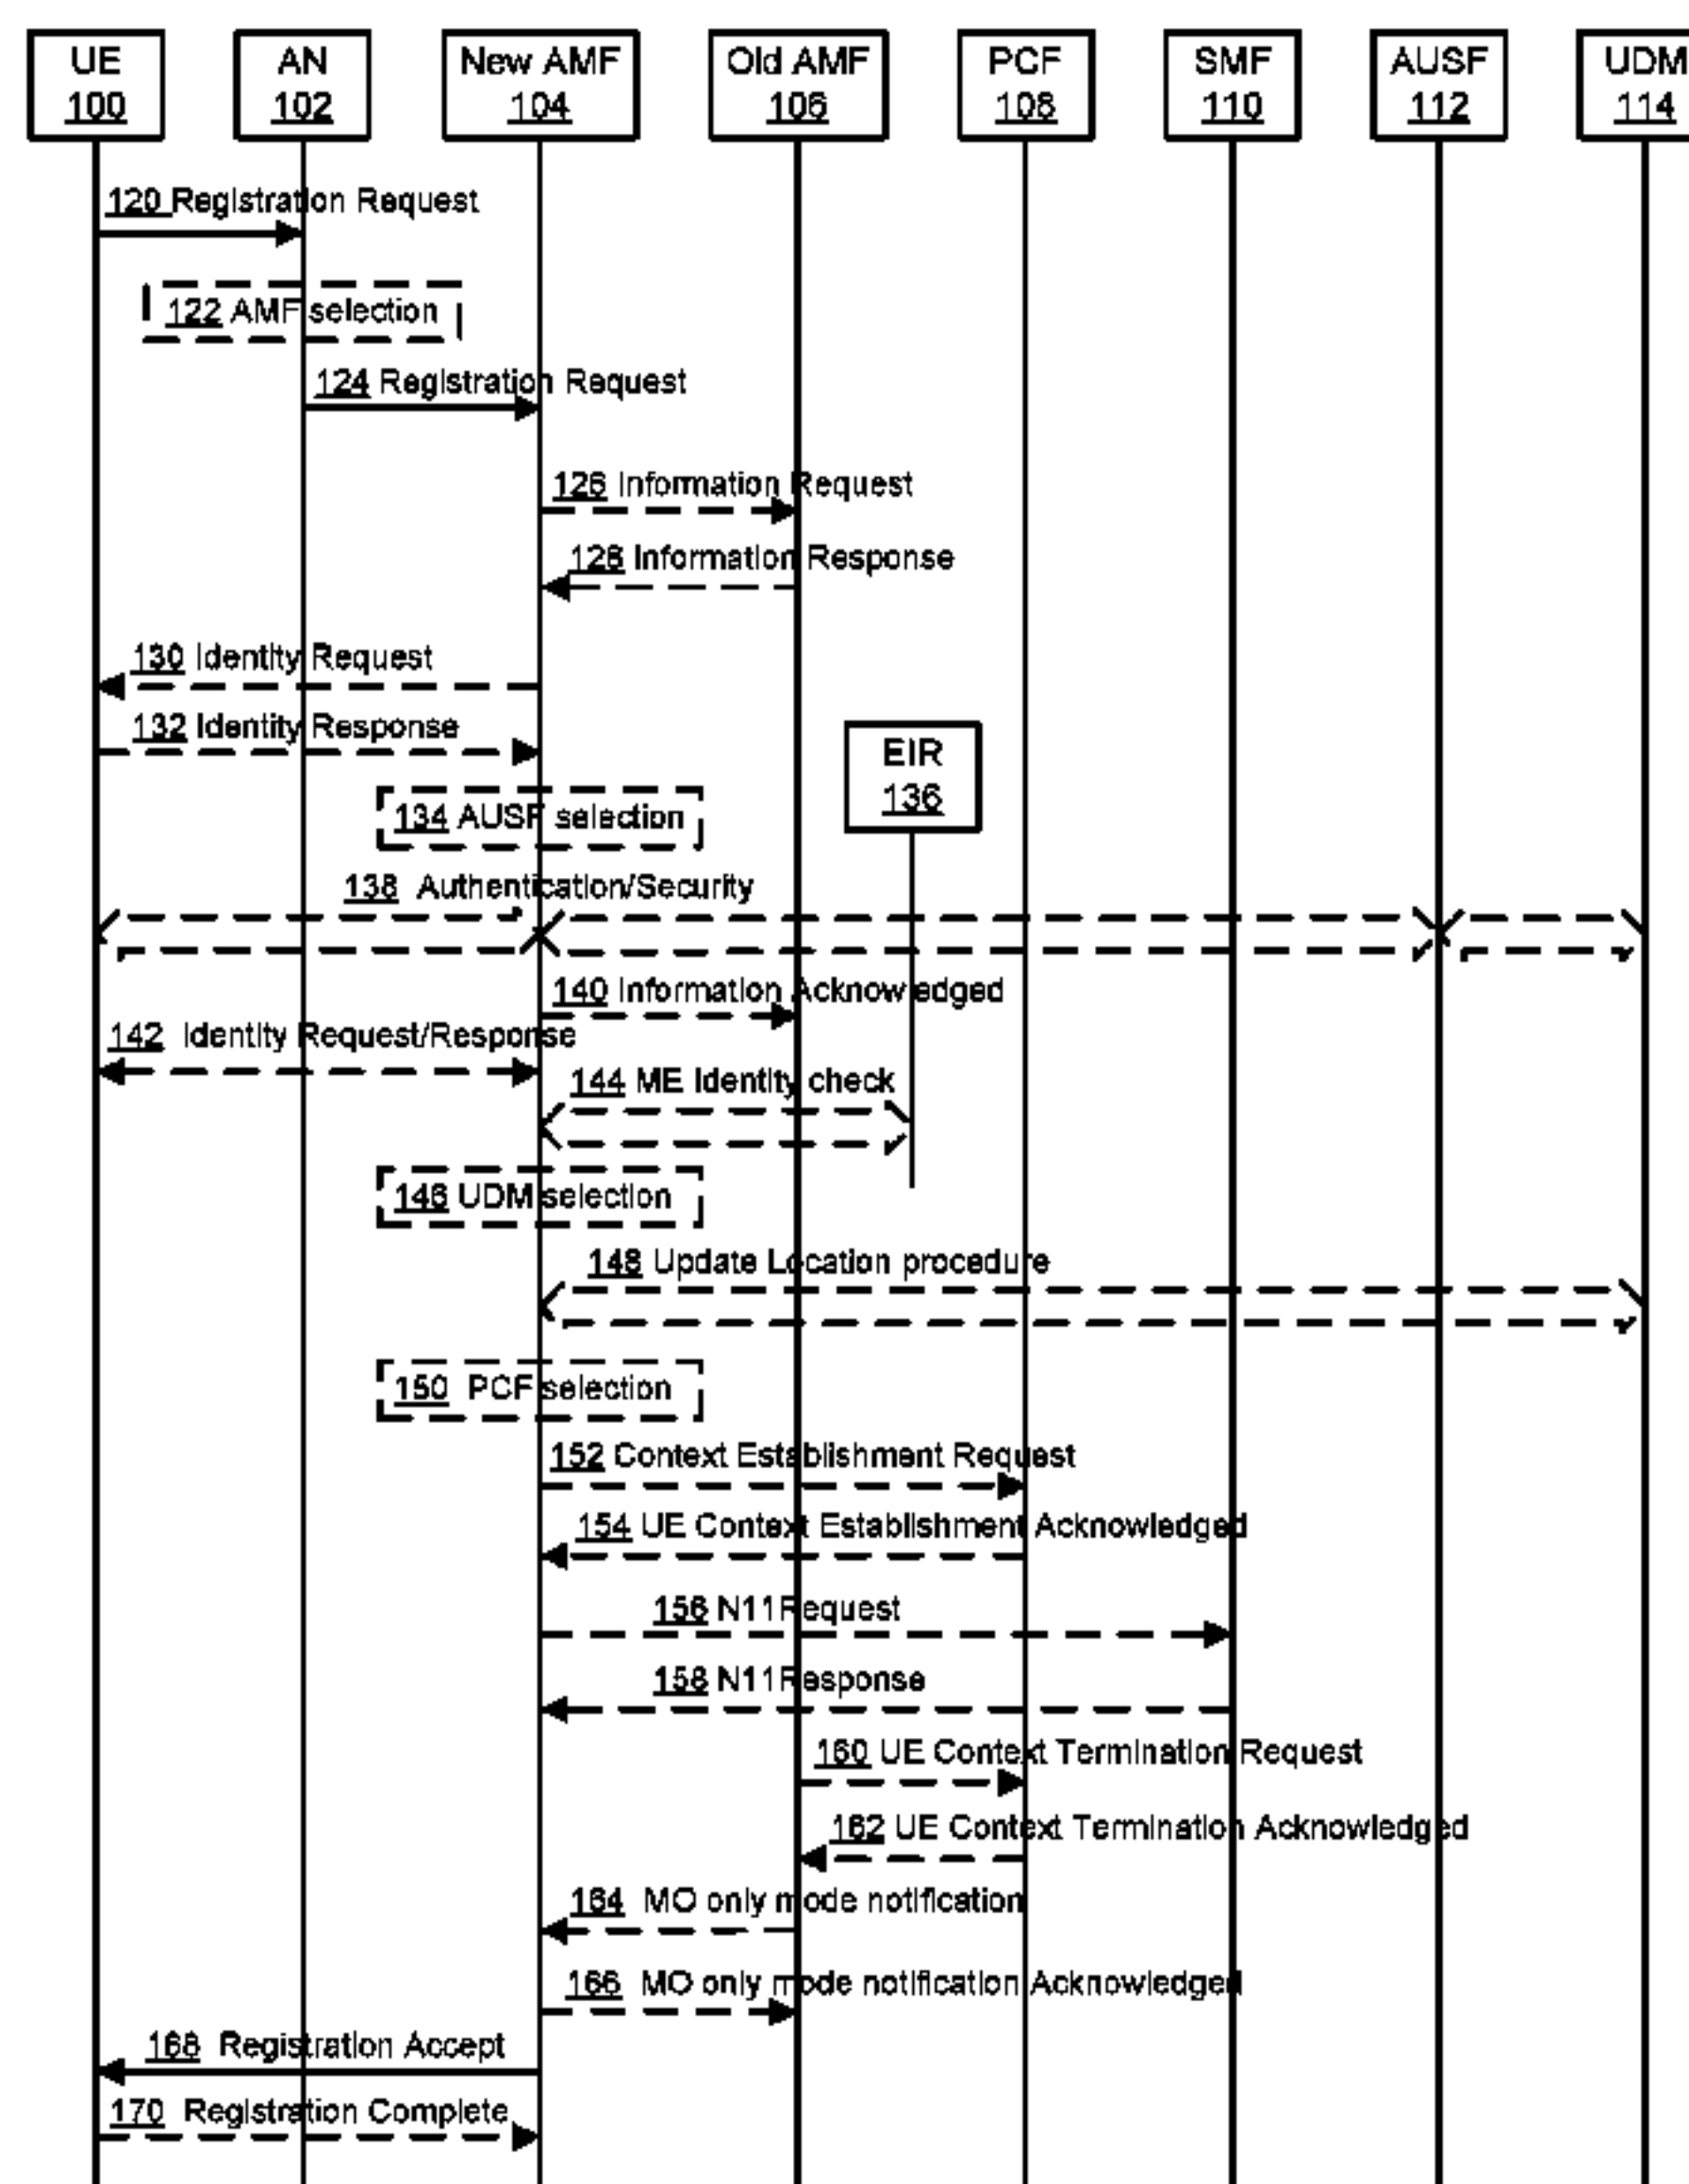 UE
100
AN
102
New AMF
104
Old AMF
106
PCF
108
SMF
110
AUSF
112
UDM
114
120 Registration Request
122 AMF selection
124 Registration Request
126 Information Request
128 Information Response
130 Identity Request
132 Identity Response
EIR
136
134 AUSF selection
138 Authentication/Security
140 Information Acknowledged
142 Identity Request/Response
144 ME Identity check
146 UDM selection
148 Update Location procedure
150 PCF selection
152 Context Establishment Request
154 UE Context Establishment Acknowledged
156 N11Request
158 N11Response
160 UE Context Termination Request
162 UE Context Termination Acknowledged
164 MO only mode notification
166 MO only mode notification Acknowledged
168 Registration Accept
170 Registration Complete